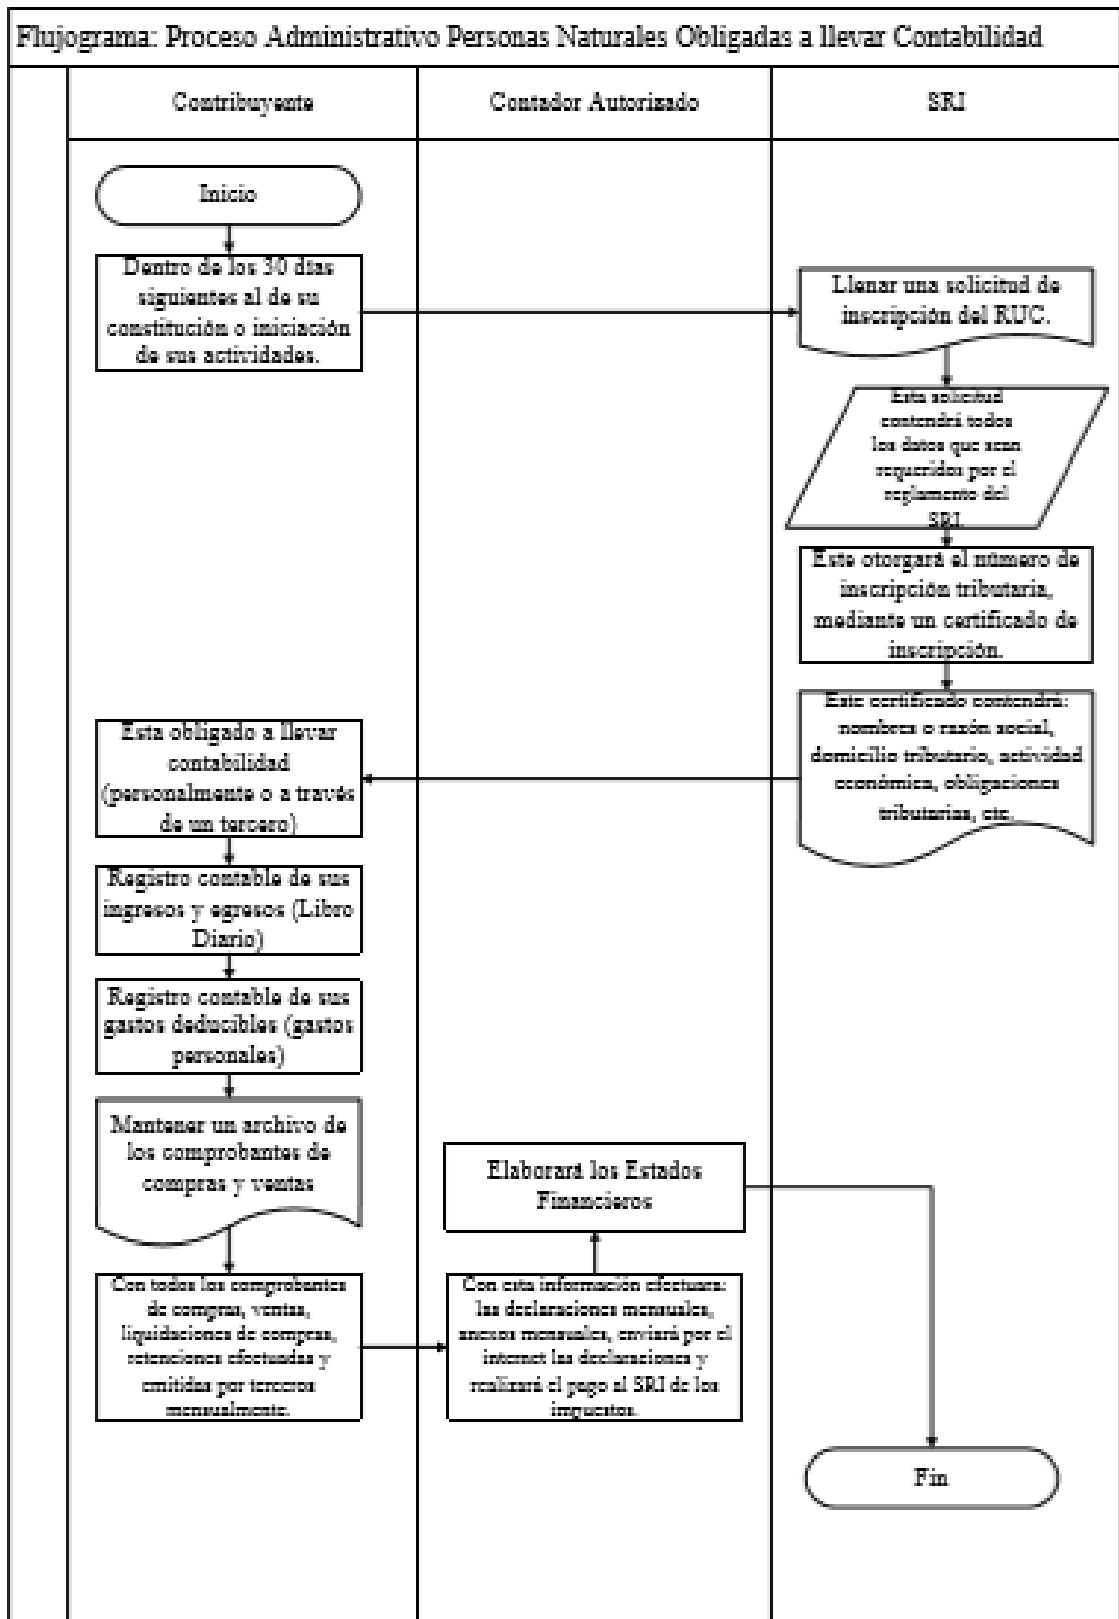 Flujograma: Proceso Administrativo Personas Naturales Obligadas a llevar Contabilidad
Contribuyente
Contador Autorizado
SRI
Inicio
Dentro de los 30 días
siguientes al de su
constitución o iniciación
de sus actividades.
Llenar una solicitud de
inscripción del RUC.
Esta solicitud
contendrá todos
los datos que sean
requeridos por el
reglamento del
SRI.
Este otorgará el número de
inscripción tributaria,
mediante un certificado de
inscripción.
Este certificado contendrá:
nombres o razón social,
domicilio tributario, actividad
económica, obligaciones
tributarias, etc.
Esta obligado a llevar
contabilidad
(personalmente o a través
de un tercero)
Registro contable de sus
ingresos y egresos (Libro
Diario)
Registro contable de sus
gastos deducibles (gastos
personales)
Mantener un archivo de
los comprobantes de
compras y ventas
Con todos los comprobantes
de compras, ventas,
liquidaciones de compras,
retenciones efectuadas y
emitidas por terceros
mensualmente.
Con esta información efectuara:
las declaraciones mensuales,
anexos mensuales, enviará por el
internet las declaraciones y
realizará el pago al SRI de los
impuestos.
Elaborará los Estados
Financieros
Fin